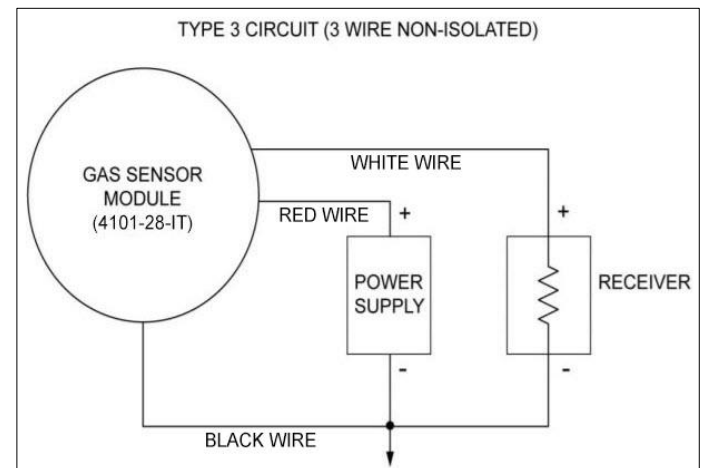 TYPE 3 CIRCUIT (3 WIRE NON-ISOLATED)
WHITE WIRE
GAS SENSOR
MODULE
(4101-28-IT)
RED WIRE
+
+
POWER
SUPPLY
RECEIVER
-
-
BLACK WIRE